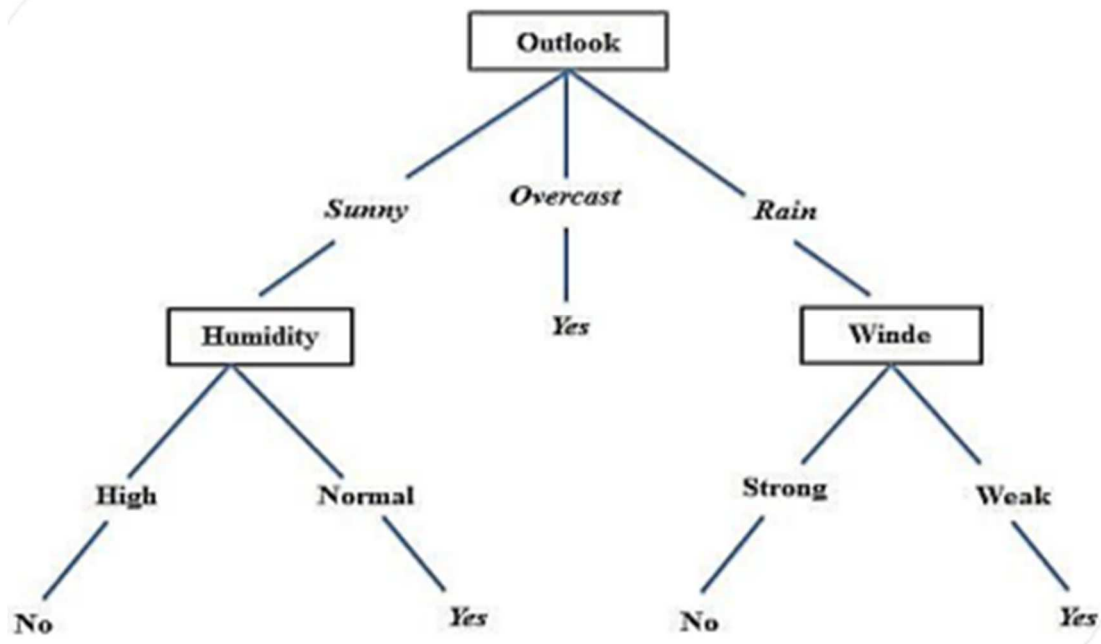 Outlook
Sunny
Overcast
Rain
Humidity
Yes
Winde
High
Normal
Strong
Weak
No
Yes
No
Yes